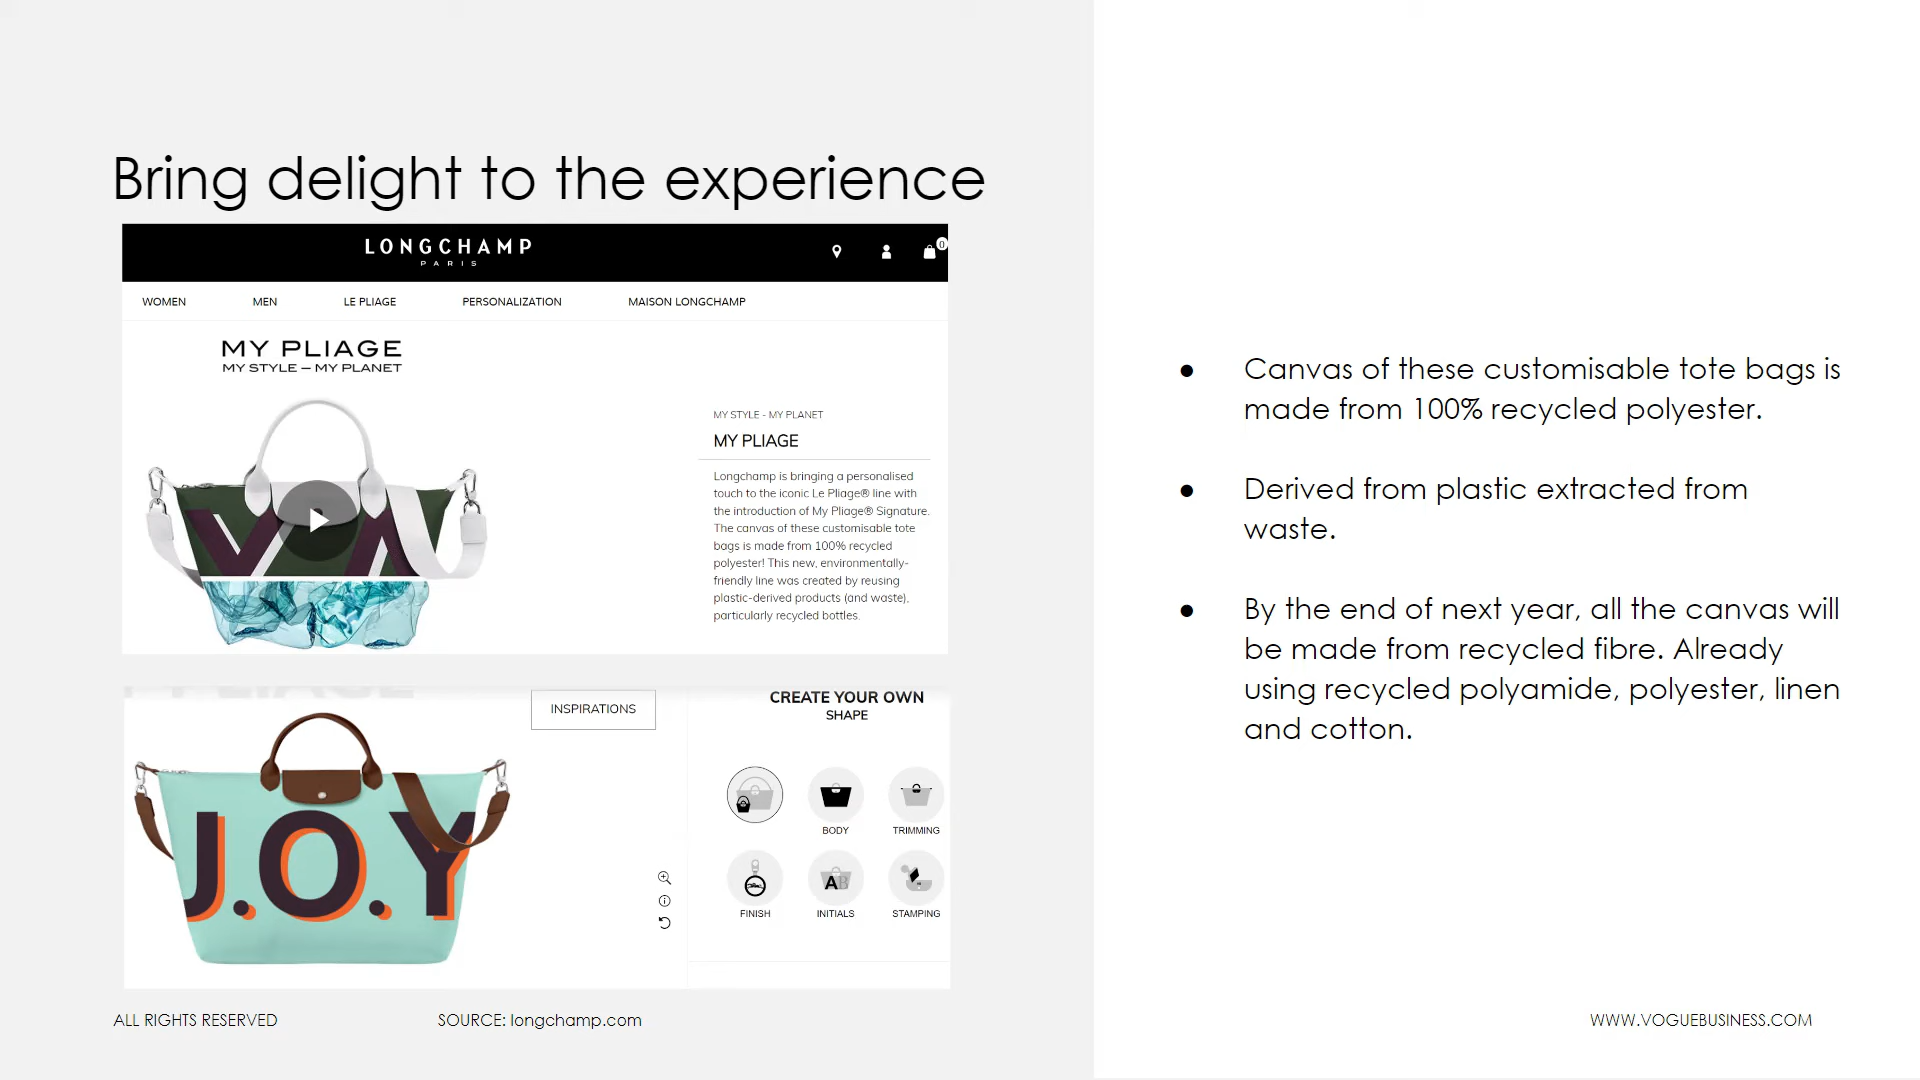 Bring delight to the experience
LONGCHAMP
PARIS
0
WOMEN MEN LE PLIAGE PERSONALIZATION MAISON LONGCHAMP
MY PLIAGE
MY STYLE – MY PLANET
MY STYLE - MY PLANET
MY PLIAGE
Longchamp is bringing a personalised
touch to the iconic Le Pliage® line with
the introduction of My Pliage® Signature.
The canvas of these customisable tote
bags is made from 100% recycled
polyester! This new, environmentally-
friendly line was created by reusing
plastic-derived products (and waste),
particularly recycled bottles.
INSPIRATIONS
CREATE YOUR OWN
SHAPE
J.O.Y
BODY TRIMMING
AB
FINISH INITIALS STAMPING
● Canvas of these customisable tote bags is
made from 100% recycled polyester.
● Derived from plastic extracted from
waste.
● By the end of next year, all the canvas will
be made from recycled fibre. Already
using recycled polyamide, polyester, linen
and cotton.
ALL RIGHTS RESERVED SOURCE: longchamp.com WWW.VOGUEBUSINESS.COM